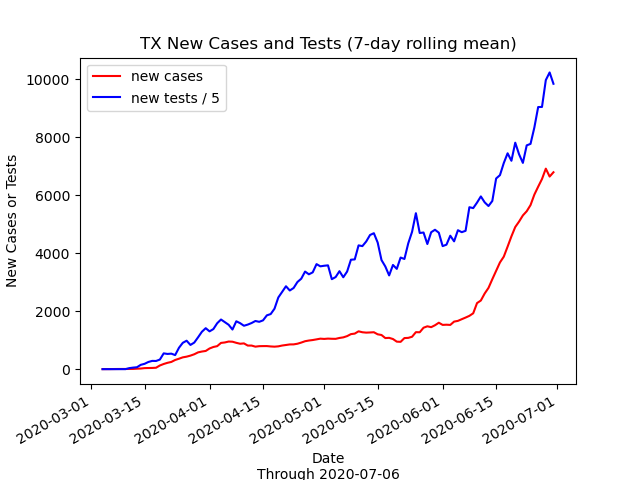 TX New Cases and Tests (7-day rolling mean)
new cases
new tests / 5
New Cases or Tests
10000
8000
6000
4000
2000
0
2020-03-01
2020-03-15
2020-04-01
2020-04-15
2020-05-01
2020-05-15
2020-06-01
2020-06-15
2020-07-01
Date
Through 2020-07-06